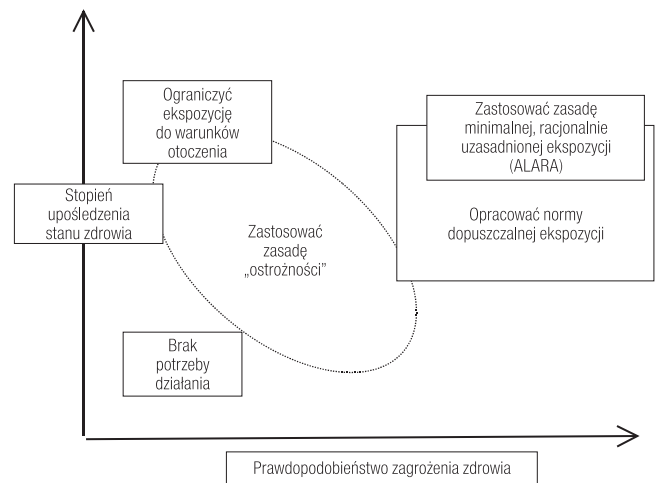 Ograniczyć
ekspozycję
do warunków
otoczenia
Zastosować zasadę
minimalnej, racjonalnie
uzasadnionej ekspozycji
(ALARA)
Stopień
upośledzenia
stanu zdrowia
Opracować normy
dopuszczalnej ekspozycji
Zastosować
zasadę
„ostrożności”
Brak
potrzeby
działania
Prawdopodobieństwo zagrożenia zdrowia